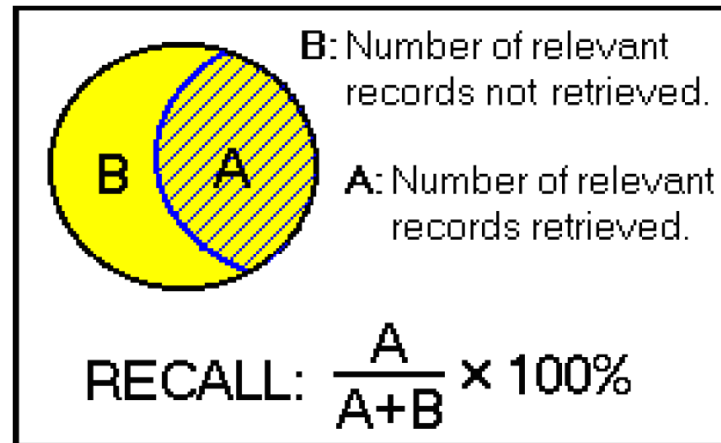 B: Number of relevant
records not retrieved.
B
A
A: Number of relevant
records retrieved.
RECALL: A
A+B
× 100%